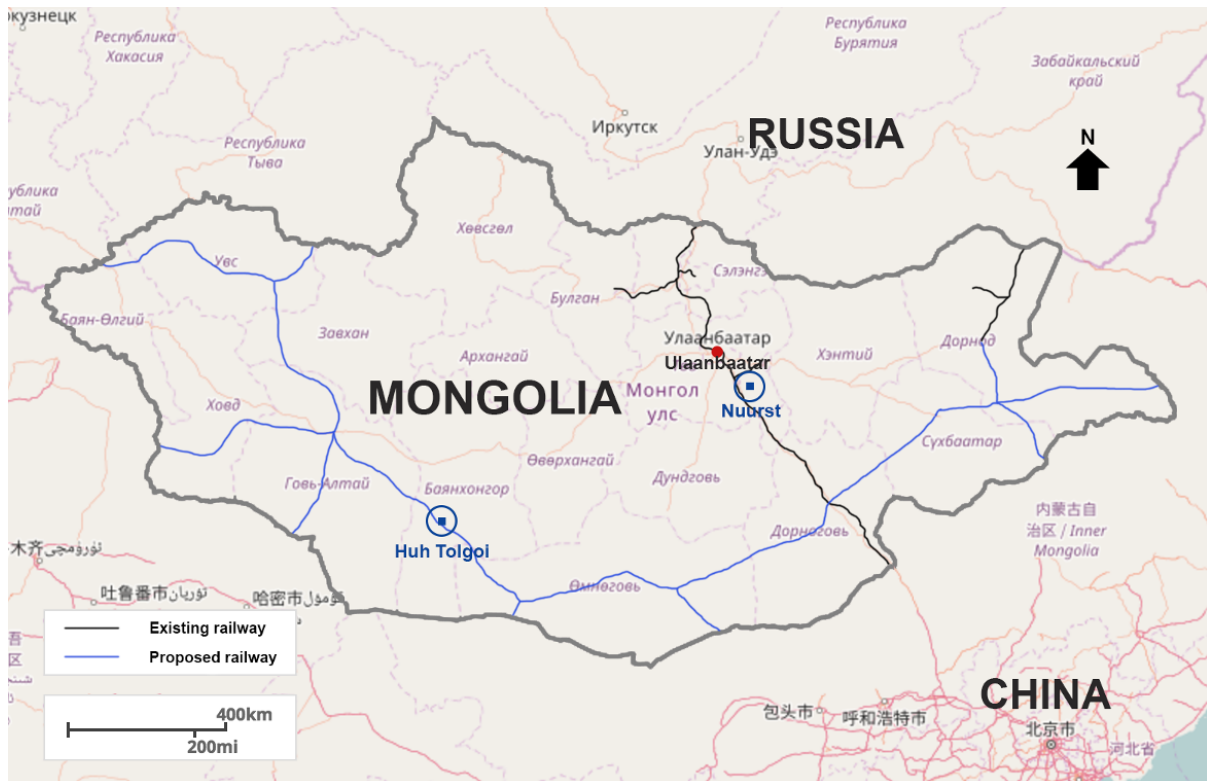 окузнецк
Республика
Хакасия
Республика
Бурятия
Забайкальский
край
Иркутск
RUSSIA
Улан-Удэ
N
Республика
Тыва
Хөвсгөл
Увс
Сэлэнгэ
Булган
Баян-Өлгий
Завхан
Архангай
Улаанбаатар
Ulaanbaatar
Хэнтий
Дорнод
MONGOLIA
Монгол
улс
Nuurst
Ховд
Өвөрхангай
Сүхбаатар
Говь-Алтай
Баянхонгор
Дундговь
Дорноговь
Huh Tolgoi
Өмнөговь
内蒙古自
治区 / Inner
Mongolia
吐鲁番市
哈密市
Existing railway
Proposed railway
400km
200mi
CHINA
包头市
呼和浩特市
北京市
河北省